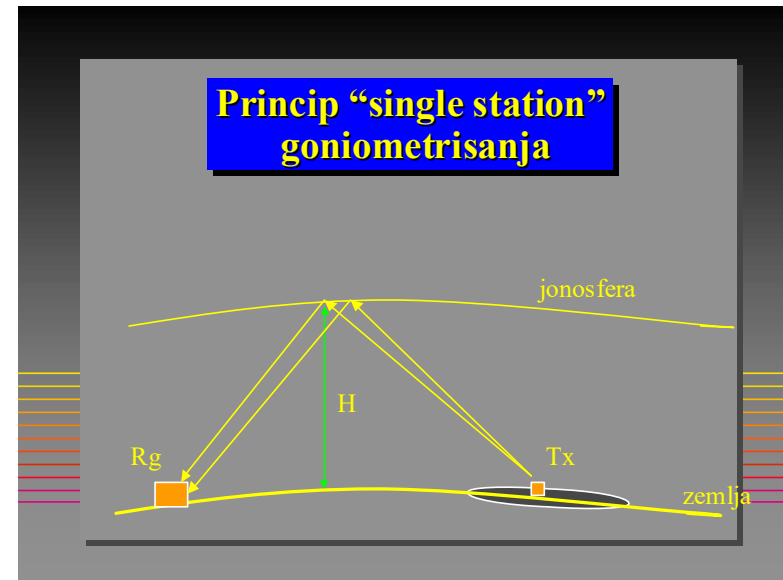 Princip “single station”
goniometrisanja
jonosfera
H
Rg
Tx
zemlja